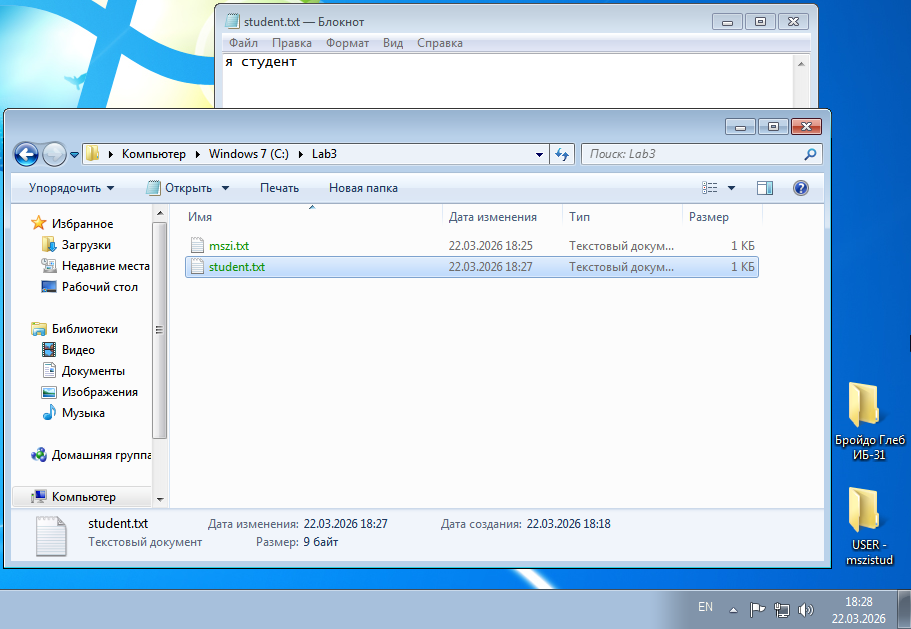 student.txt — Блокнот
Файл Правка Формат Вид Справка
я студент
Компьютер Windows 7 (C:) Lab3
Поиск: Lab3
Упорядочить Открыть Печать Новая папка
Имя Дата изменения Тип Размер
mszi.txt 22.03.2026 18:25 Текстовый докум... 1 КБ
student.txt 22.03.2026 18:27 Текстовый докум... 1 КБ
Избранное
Загрузки
Недавние места
Рабочий стол
Библиотеки
Видео
Документы
Изображения
Музыка
Домашняя группа
Компьютер
student.txt Дата изменения: 22.03.2026 18:27 Дата создания: 22.03.2026 18:18
Текстовый документ Размер: 9 байт
Бройдо Глеб
ИБ-31
USER -
mszistud
EN
18:28
22.03.2026